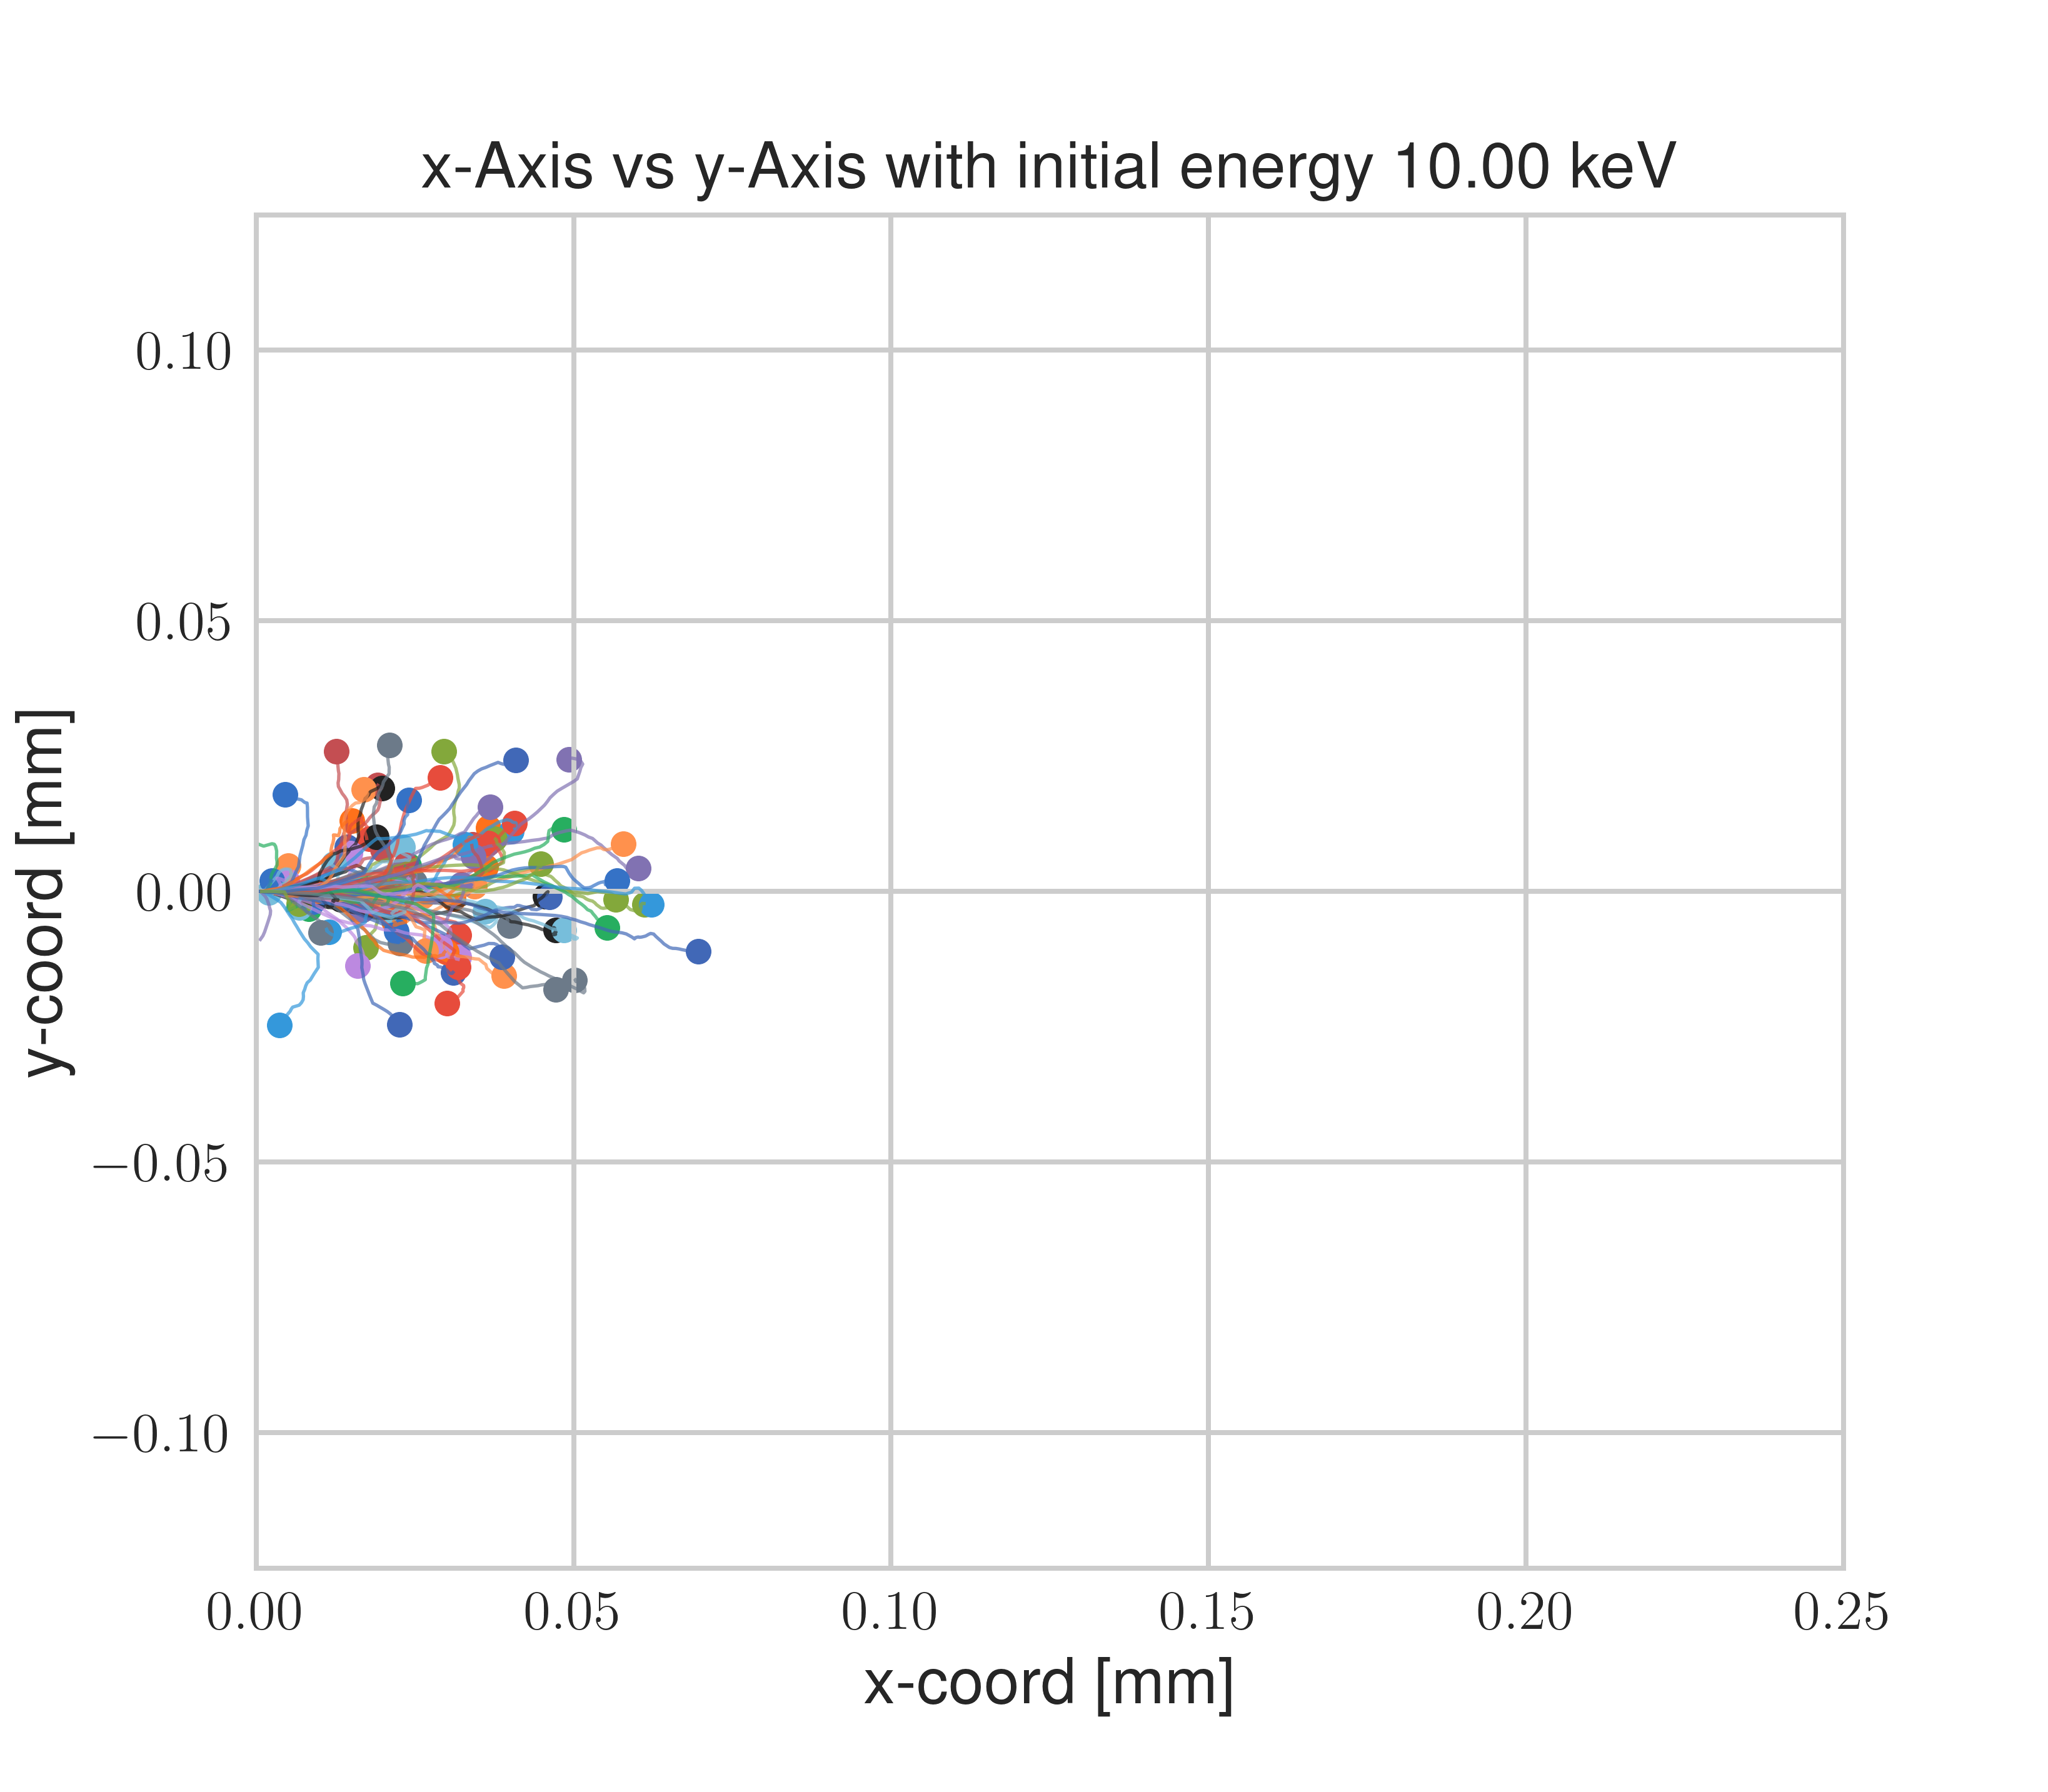 x-Axis vs y-Axis with initial energy 10.00 keV
0.10
0.05
0.00
−0.05
−0.10
y-coord [mm]
0.00 0.05 0.10 0.15 0.20 0.25
x-coord [mm]